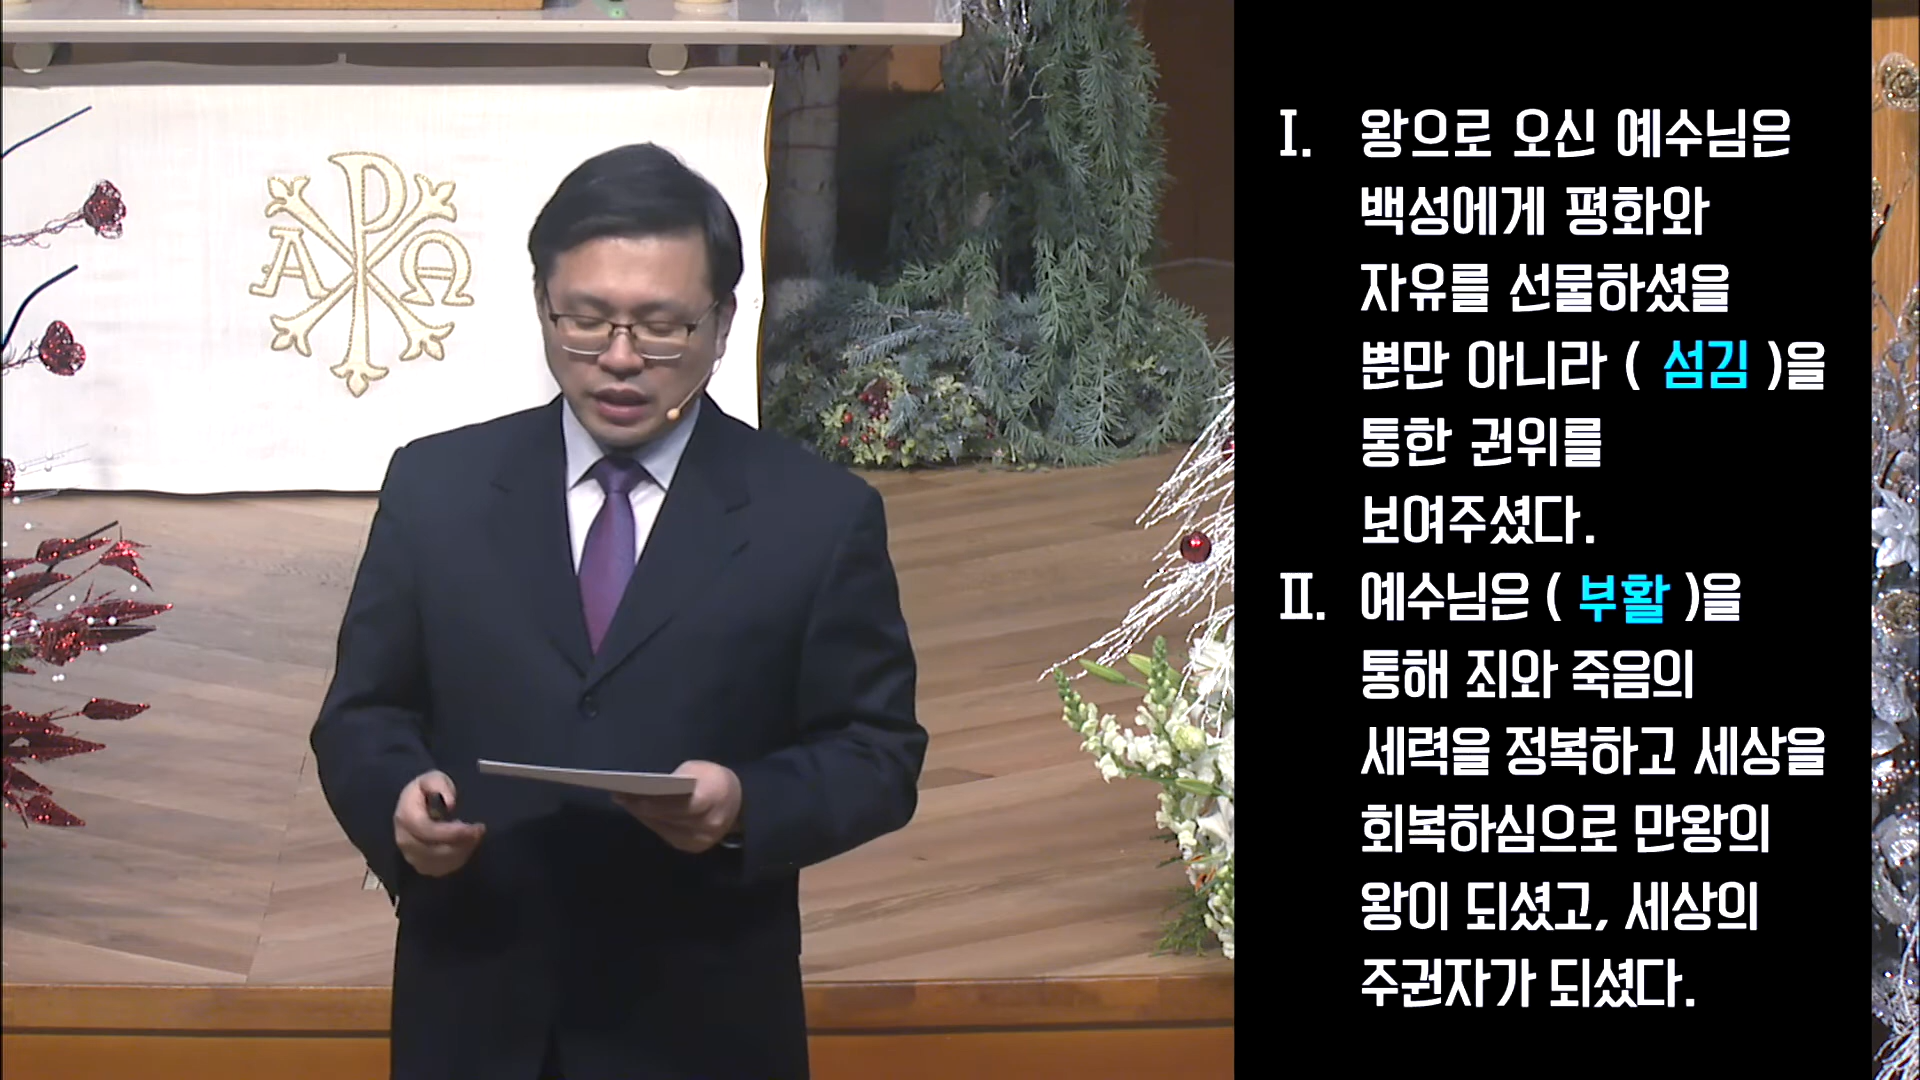 Α Ω
Ⅰ. 왕으로 오신 예수님은
백성에게 평화와
자유를 선물하셨을
뿐만 아니라 ( 섬김 )을
통한 권위를
보여주셨다.
Ⅱ. 예수님은 ( 부활 )을
통해 죄와 죽음의
세력을 정복하고 세상을
회복하심으로 만왕의
왕이 되셨고, 세상의
주권자가 되셨다.